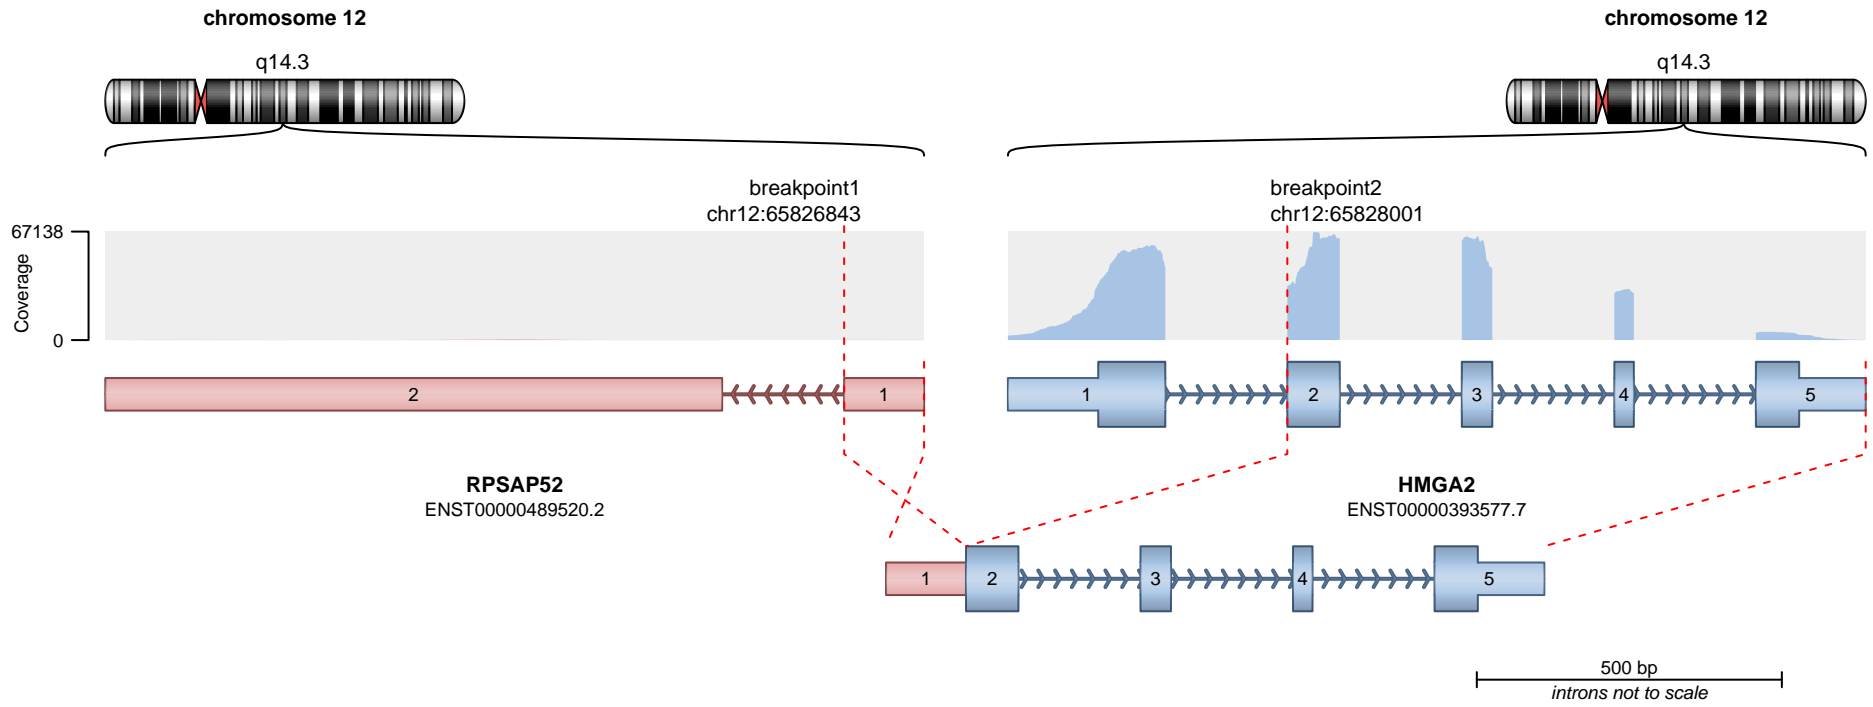 chromosome 12
chromosome 12
q14.3
q14.3
breakpoint1
chr12:65826843
breakpoint2
chr12:65828001
67138
Coverage
0
2
1
1
2
3
4
5
RPSAP52
ENST00000489520.2
HMGA2
ENST00000393577.7
1
2
3
4
5
500 bp
introns not to scale